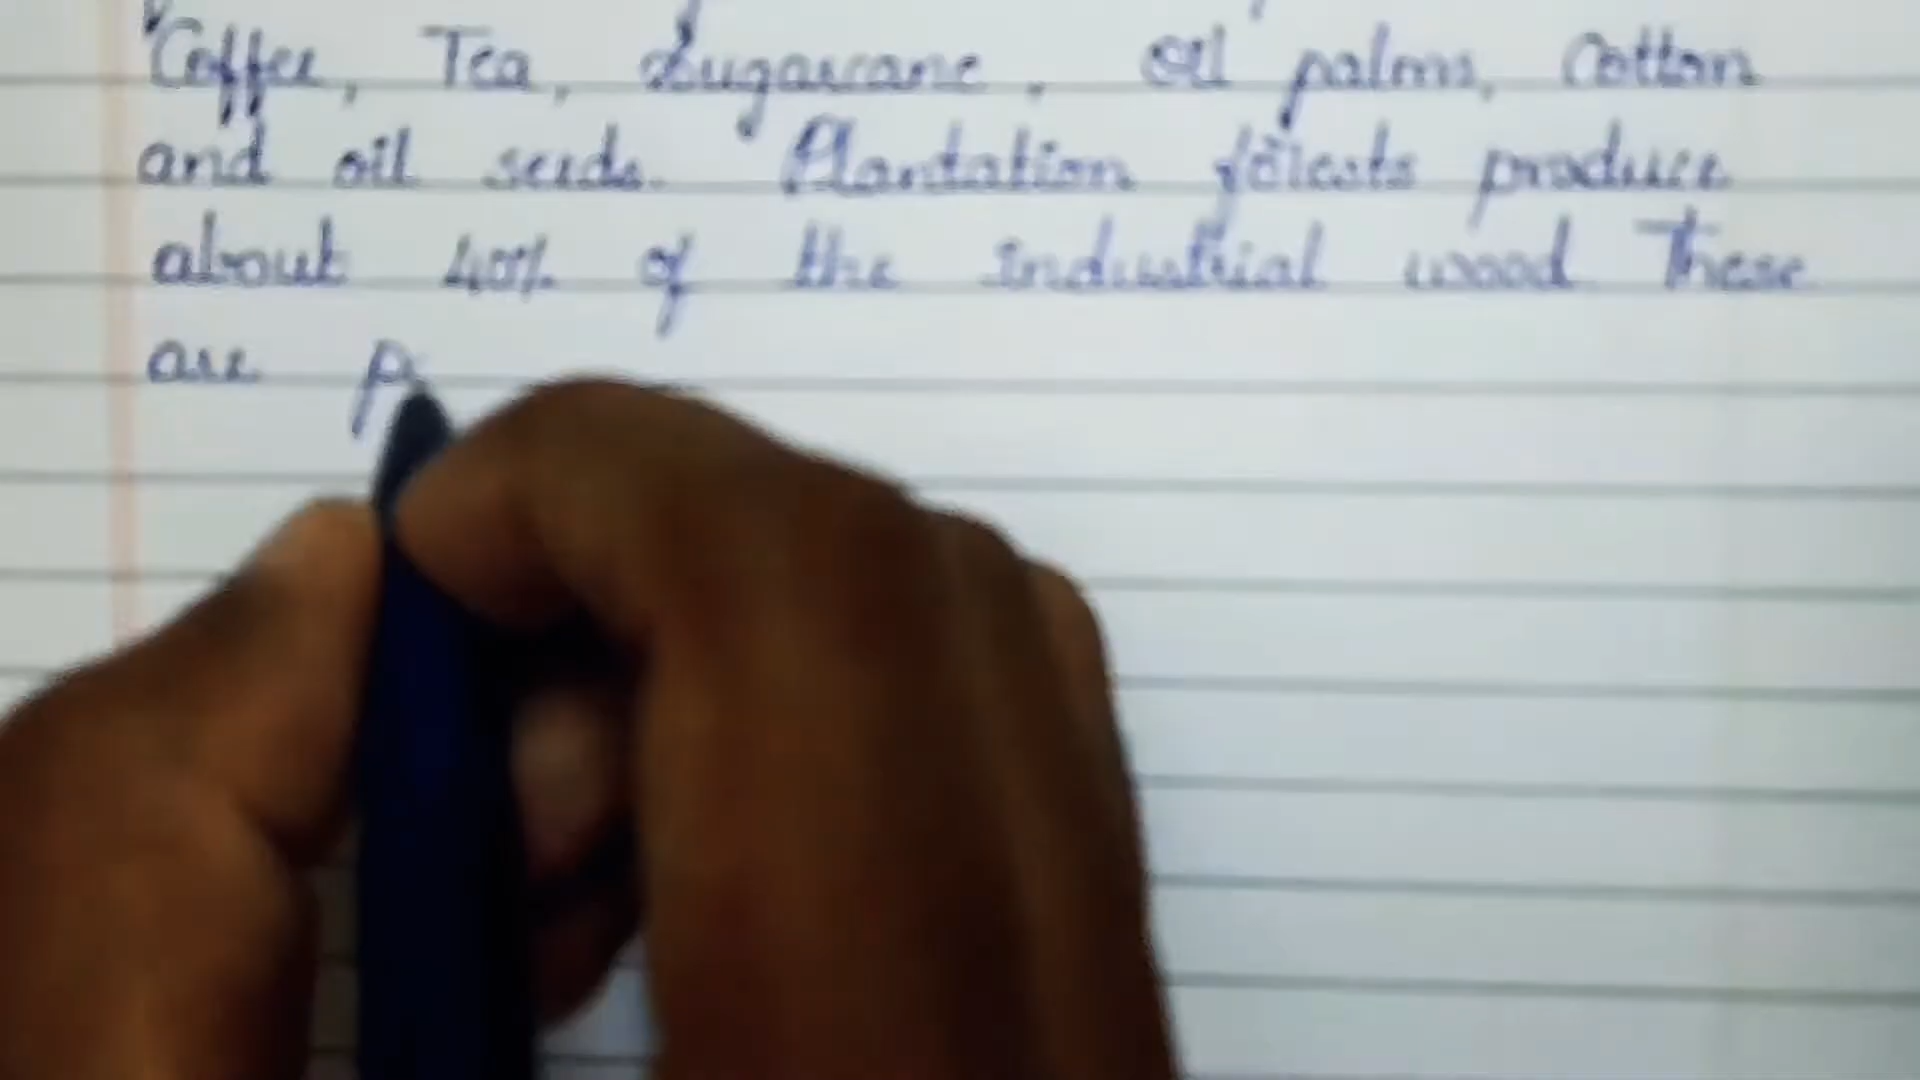 Coffee, Tea, Sugarcane, Oil palms, Cotton
and oil seeds. Plantation forests produce
about 40% of the industrial wood These
are